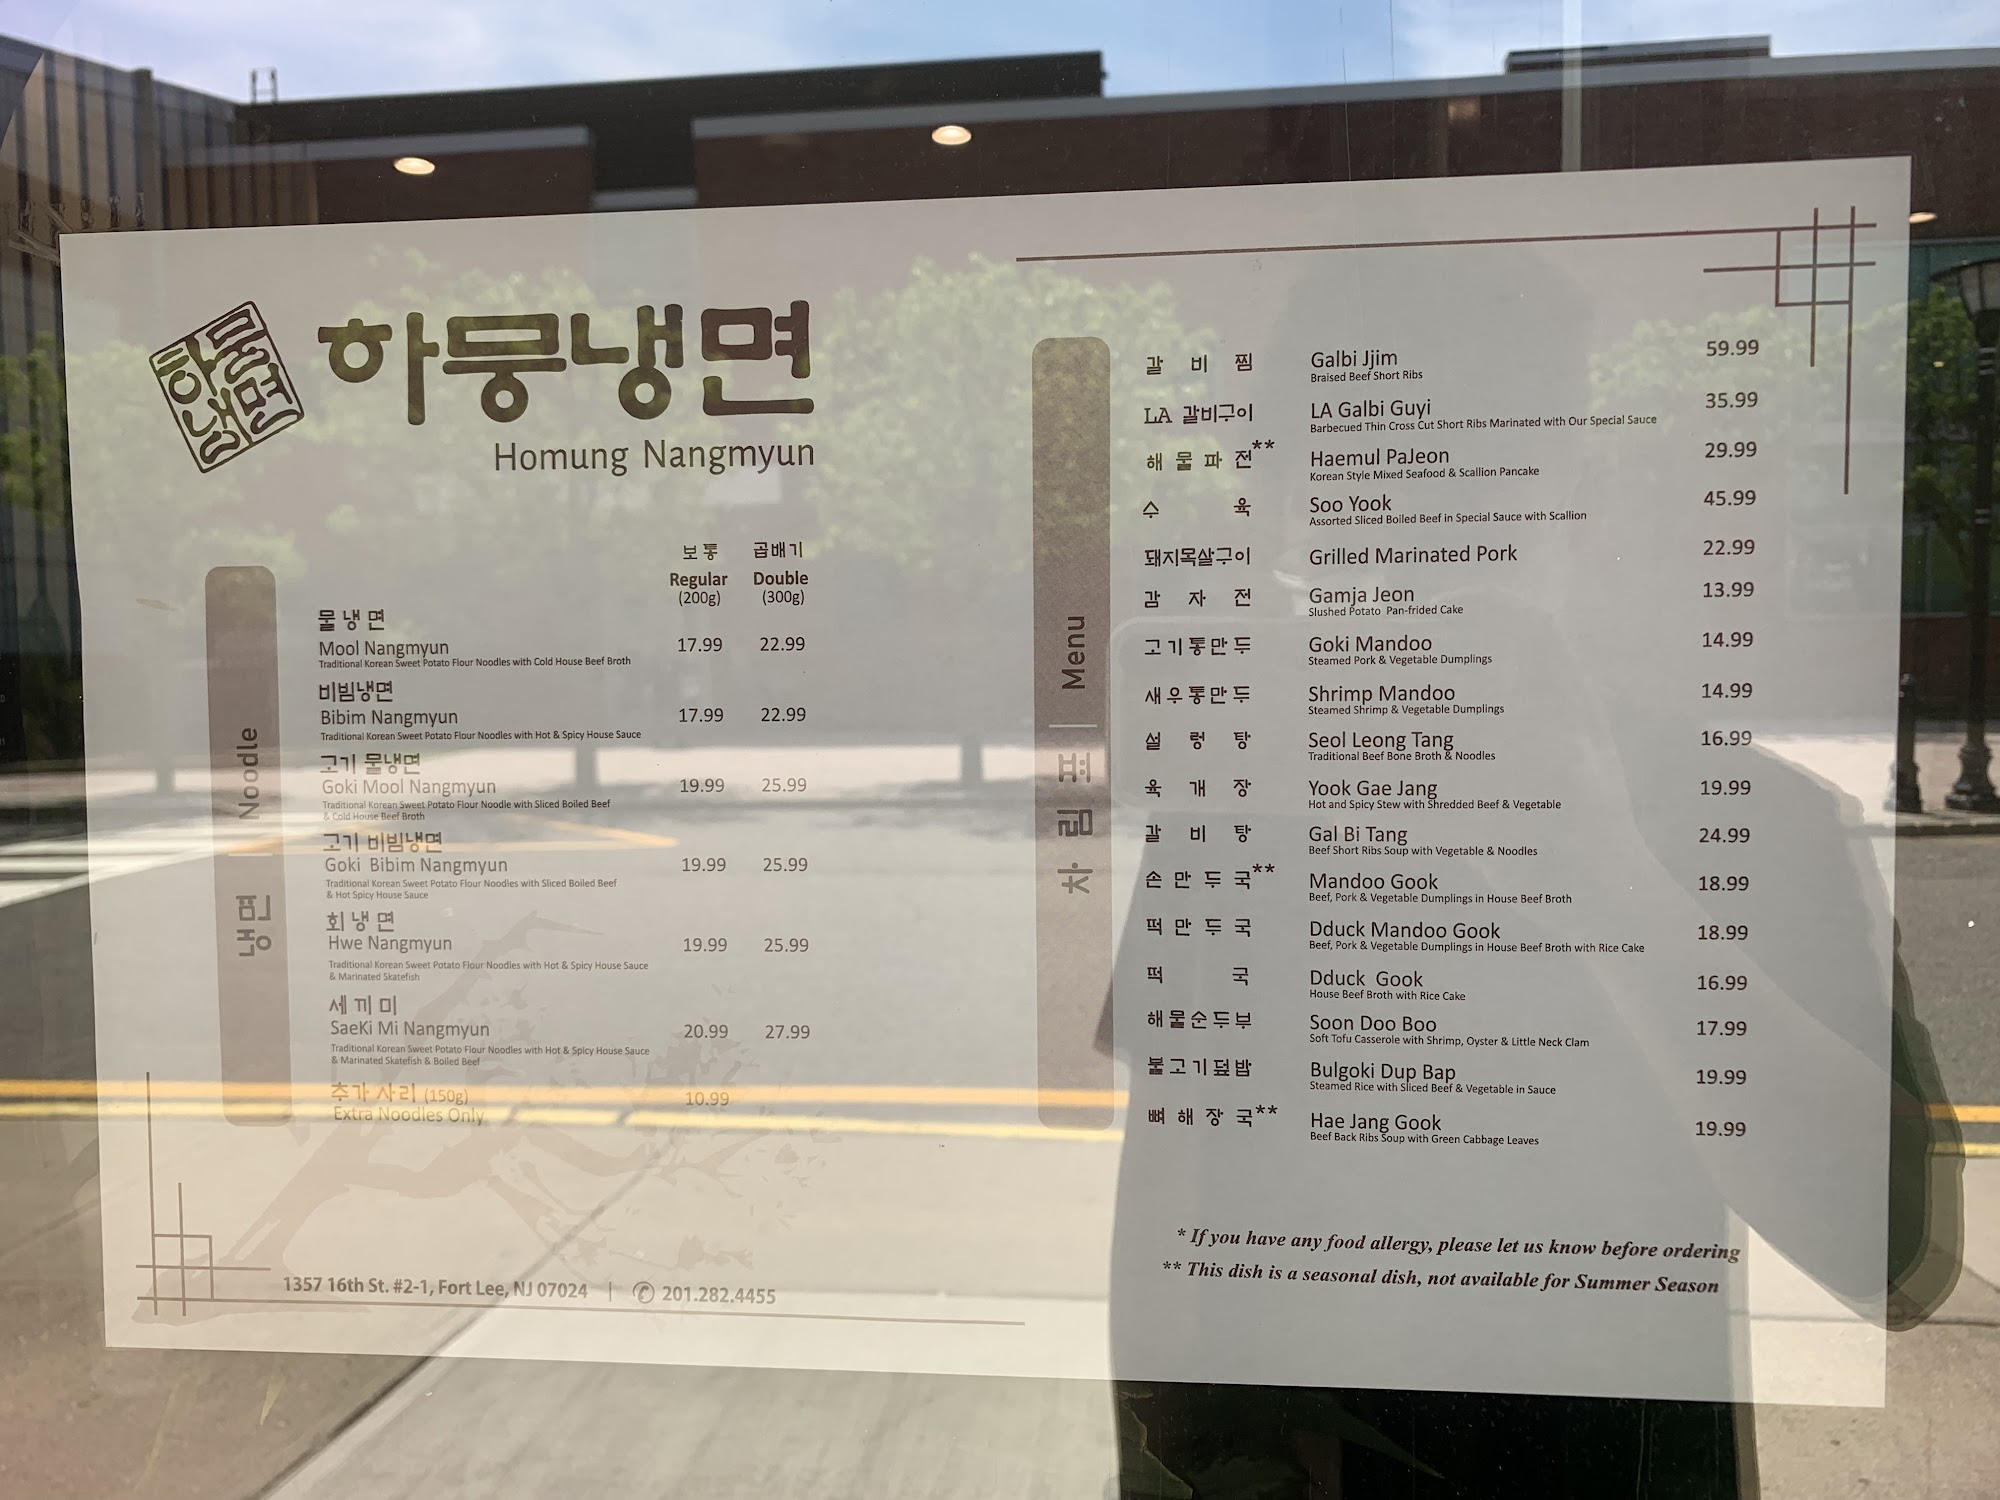 하뭉냉면
하뭉냉면
Homung Nangmyun
냉면 | Noodle
보통 곱배기
Regular Double
(200g) (300g)
물냉면
Mool Nangmyun 17.99 22.99
Traditional Korean Sweet Potato Flour Noodles with Cold House Beef Broth
비빔냉면
Bibim Nangmyun 17.99 22.99
Traditional Korean Sweet Potato Flour Noodles with Hot & Spicy House Sauce
고기 물냉면
Goki Mool Nangmyun 19.99 25.99
Traditional Korean Sweet Potato Flour Noodle with Sliced Boiled Beef
& Cold House Beef Broth
고기 비빔냉면
Goki Bibim Nangmyun 19.99 25.99
Traditional Korean Sweet Potato Flour Noodles with Sliced Boiled Beef
& Hot Spicy House Sauce
회냉면
Hwe Nangmyun 19.99 25.99
Traditional Korean Sweet Potato Flour Noodles with Hot & Spicy House Sauce
& Marinated Skatefish
세끼미
SaeKi Mi Nangmyun 20.99 27.99
Traditional Korean Sweet Potato Flour Noodles with Hot & Spicy House Sauce
& Marinated Skatefish & Boiled Beef
추가 사리 (150g) 10.99
Extra Noodles Only
1357 16th St. #2-1, Fort Lee, NJ 07024 | ✆ 201.282.4455
차림표 | Menu
갈비찜 Galbi Jjim 59.99
Braised Beef Short Ribs
LA 갈비구이 LA Galbi Guyi 35.99
Barbecued Thin Cross Cut Short Ribs Marinated with Our Special Sauce
해물파전** Haemul PaJeon 29.99
Korean Style Mixed Seafood & Scallion Pancake
수육 Soo Yook 45.99
Assorted Sliced Boiled Beef in Special Sauce with Scallion
돼지목살구이 Grilled Marinated Pork 22.99
감자전 Gamja Jeon 13.99
Slushed Potato Pan-frided Cake
고기통만두 Goki Mandoo 14.99
Steamed Pork & Vegetable Dumplings
새우통만두 Shrimp Mandoo 14.99
Steamed Shrimp & Vegetable Dumplings
설렁탕 Seol Leong Tang 16.99
Traditional Beef Bone Broth & Noodles
육개장 Yook Gae Jang 19.99
Hot and Spicy Stew with Shredded Beef & Vegetable
갈비탕 Gal Bi Tang 24.99
Beef Short Ribs Soup with Vegetable & Noodles
손만두국** Mandoo Gook 18.99
Beef, Pork & Vegetable Dumplings in House Beef Broth
떡만두국 Dduck Mandoo Gook 18.99
Beef, Pork & Vegetable Dumplings in House Beef Broth with Rice Cake
떡국 Dduck Gook 16.99
House Beef Broth with Rice Cake
해물순두부 Soon Doo Boo 17.99
Soft Tofu Casserole with Shrimp, Oyster & Little Neck Clam
불고기덮밥 Bulgoki Dup Bap 19.99
Steamed Rice with Sliced Beef & Vegetable in Sauce
뼈해장국** Hae Jang Gook 19.99
Beef Back Ribs Soup with Green Cabbage Leaves
* If you have any food allergy, please let us know before ordering
** This dish is a seasonal dish, not available for Summer Season